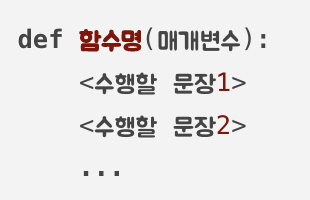 def 함수명(매개변수):
    <수행할 문장1>
    <수행할 문장2>
    ...